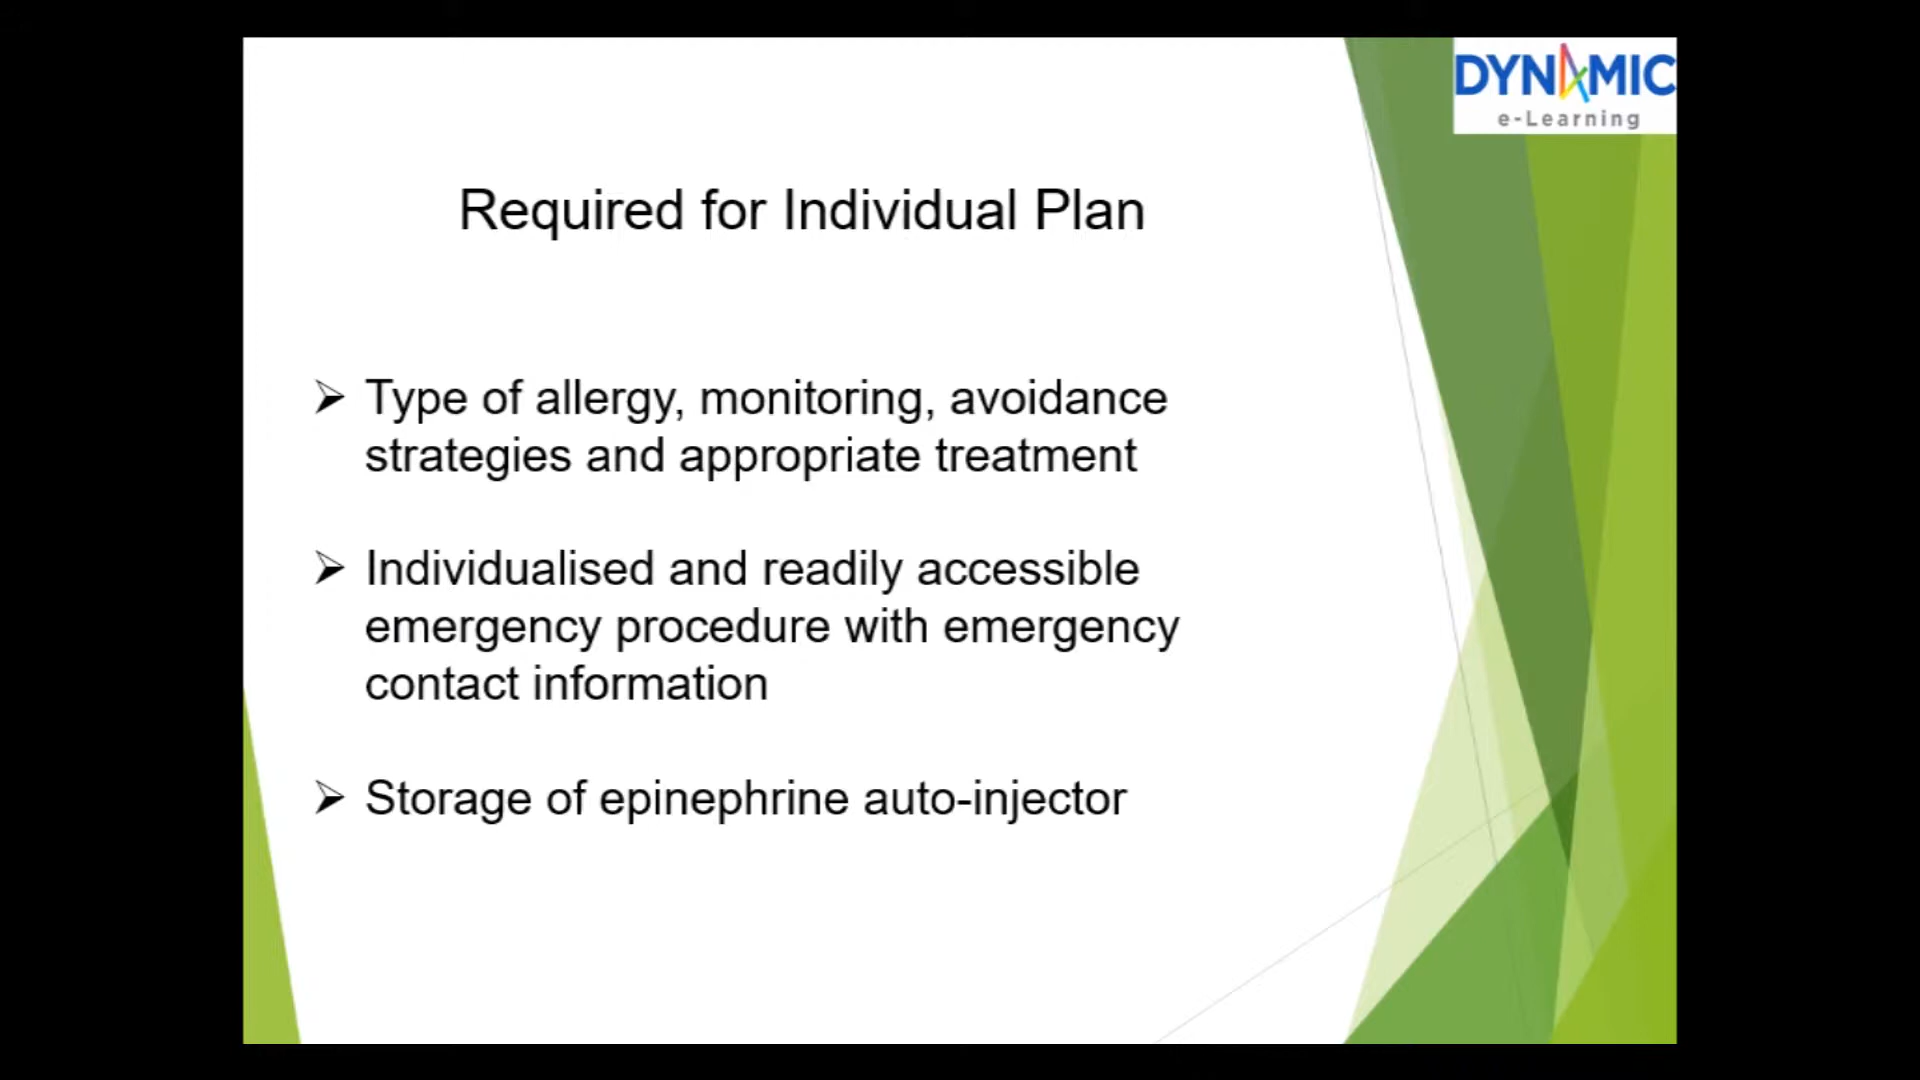 DYNAMIC
e-Learning
Required for Individual Plan
Type of allergy, monitoring, avoidance
strategies and appropriate treatment
Individualised and readily accessible
emergency procedure with emergency
contact information
Storage of epinephrine auto-injector